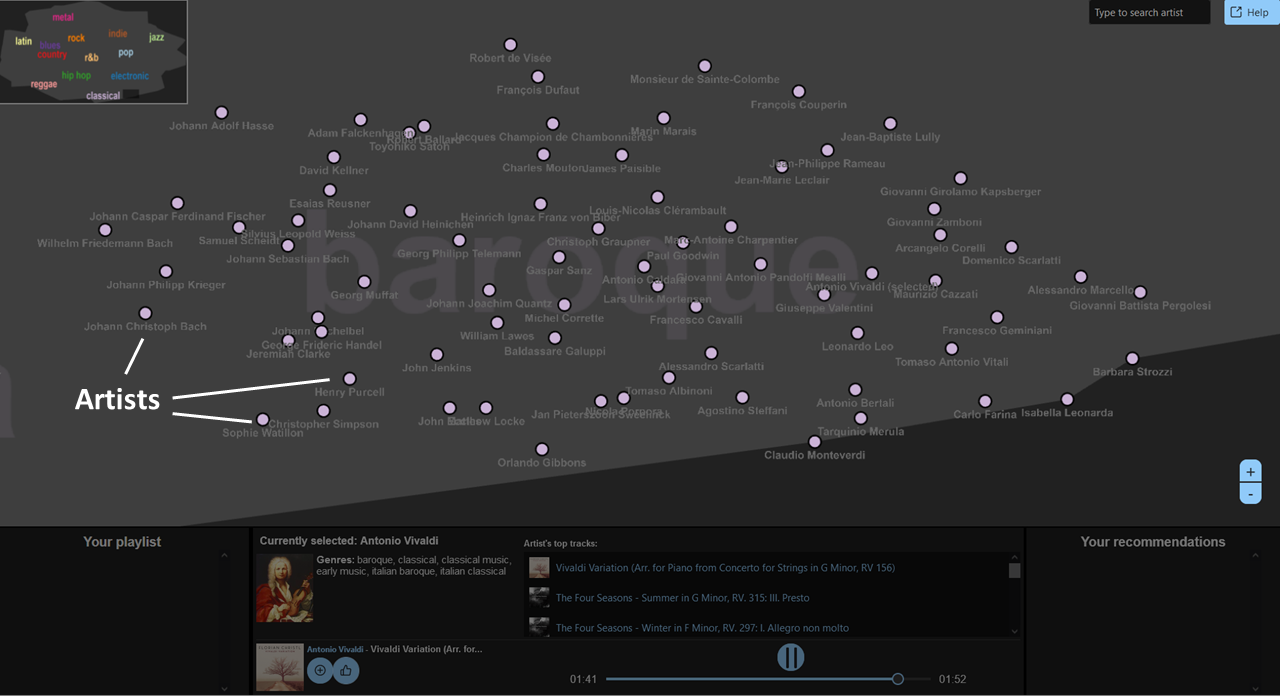 metal
latin
indie
jazz
rock
blues
country
r&b
pop
hip hop
electronic
reggae
classical
Type to search artist
Help
Robert de Visée
François Dufaut
Monsieur de Sainte-Colombe
François Couperin
Johann Adolf Hasse
Adam Falckenhagen
Robert Ballard
Toyohiko Satoh
Jacques Champion de Chambonnières
Marin Marais
Jean-Baptiste Lully
David Kellner
Charles Mouton
James Paisible
Jean-Philippe Rameau
Jean-Marie Leclair
Giovanni Girolamo Kapsberger
Esaias Reusner
Johann Caspar Ferdinand Fischer
Johann David Heinichen
Heinrich Ignaz Franz von Biber
Louis-Nicolas Clérambault
Giovanni Zamboni
Wilhelm Friedemann Bach
Samuel Scheidt
Silvius Leopold Weiss
Johann Sebastian Bach
Georg Philipp Telemann
Christoph Graupner
Marc-Antoine Charpentier
Paul Goodwin
Arcangelo Corelli
Domenico Scarlatti
baroque
Johann Philipp Krieger
Gaspar Sanz
Antonio Caldara
Giovanni Antonio Pandolfi Mealli
Antonio Vivaldi (selected)
Maurizio Cazzati
Alessandro Marcello
Giovanni Battista Pergolesi
Georg Muffat
Johann Joachim Quantz
Lars Ulrik Mortensen
Michel Corrette
Francesco Cavalli
Giuseppe Valentini
Johann Christoph Bach
Johann Pachelbel
George Frideric Handel
Jeremiah Clarke
William Lawes
Baldassare Galuppi
Leonardo Leo
Francesco Geminiani
Tomaso Antonio Vitali
John Jenkins
Alessandro Scarlatti
Barbara Strozzi
Artists
Henry Purcell
Tomaso Albinoni
Christopher Simpson
Sophie Watillon
John Eccles
Matthew Locke
Jan Pieterszoon Sweelinck
Nicola Porpora
Agostino Steffani
Antonio Bertali
Carlo Farina
Isabella Leonarda
Tarquinio Merula
Claudio Monteverdi
Orlando Gibbons
+
-
Your playlist
Currently selected: Antonio Vivaldi
Genres: baroque, classical, classical music,
early music, italian baroque, italian classical
Artist's top tracks:
Vivaldi Variation (Arr. for Piano from Concerto for Strings in G Minor, RV 156)
The Four Seasons - Summer in G Minor, RV. 315: III. Presto
The Four Seasons - Winter in F Minor, RV. 297: I. Allegro non molto
Your recommendations
Antonio Vivaldi - Vivaldi Variation (Arr. for...
01:41
01:52